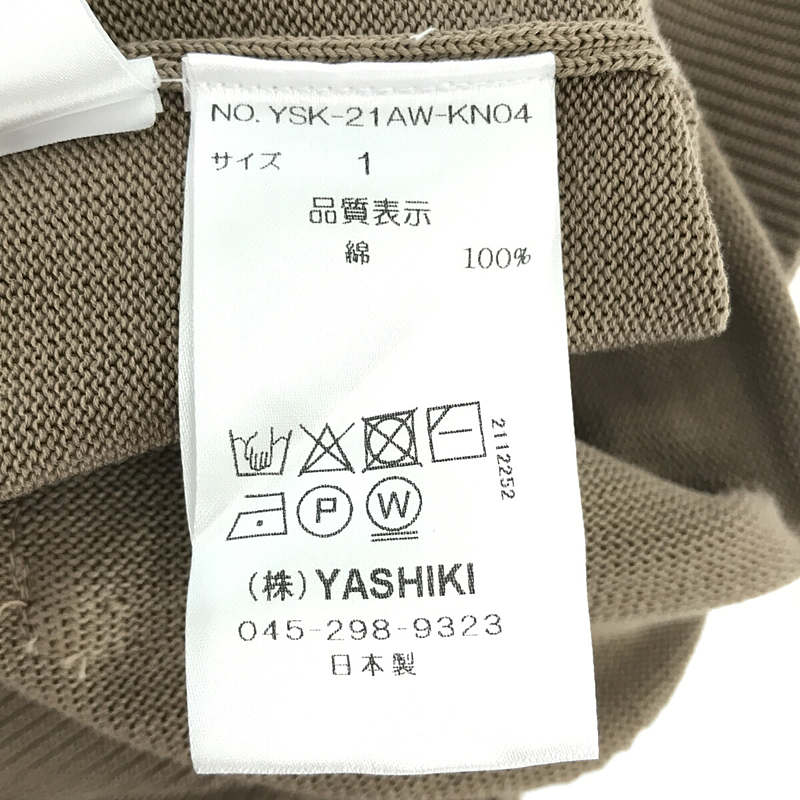 NO. YSK-21AW-KN04
サイズ 1
品質表示
綿 100%
2112252
P W
(株) YASHIKI
045-298-9323
日本製